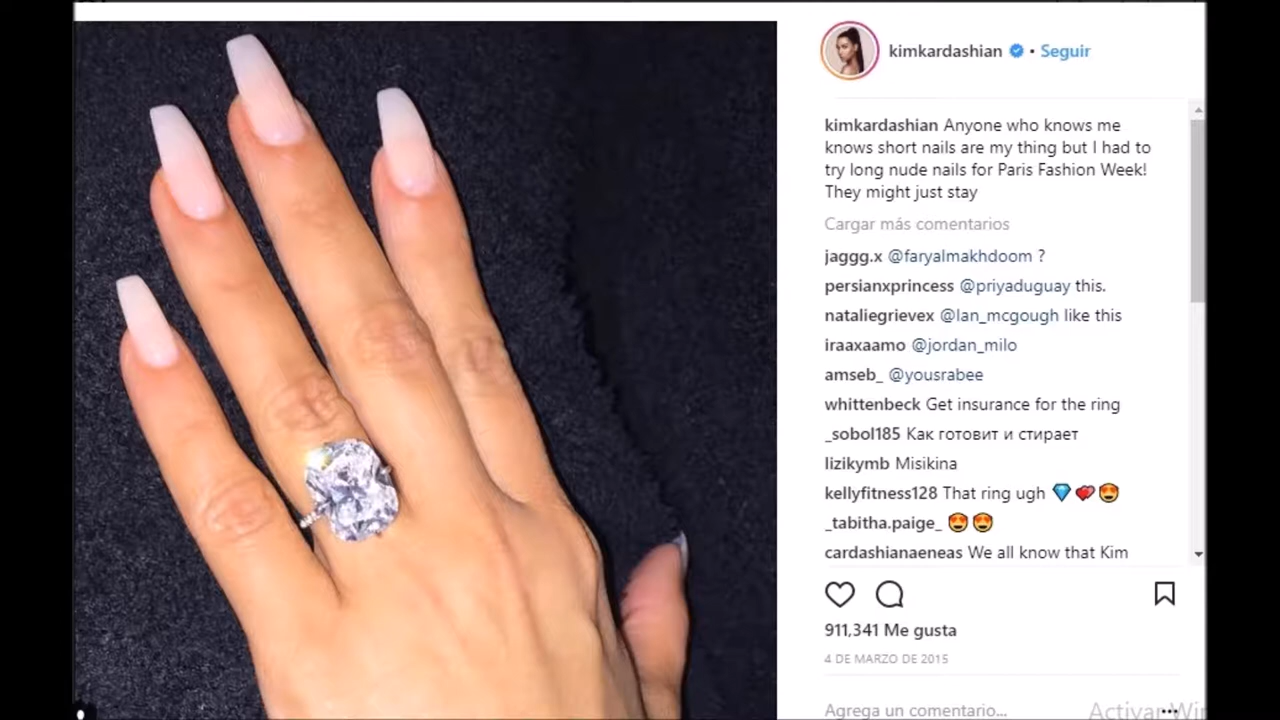 kimkardashian • Seguir
kimkardashian Anyone who knows me
knows short nails are my thing but I had to
try long nude nails for Paris Fashion Week!
They might just stay
Cargar más comentarios
jaggg.x @faryalmakhdoom ?
persianxprincess @priyaduguay this.
nataliegrievex @lan_mcgough like this
iraaxaamo @jordan_milo
amseb_ @yousrabee
whittenbeck Get insurance for the ring
_sobol185 Как готовит и стирает
lizikymb Misikina
kellyfitness128 That ring ugh 💎💞😍
_tabitha.paige_ 😍😍
cardashianaeneas We all know that Kim
911,341 Me gusta
4 DE MARZO DE 2015
Agrega un comentario...
Activar Wi